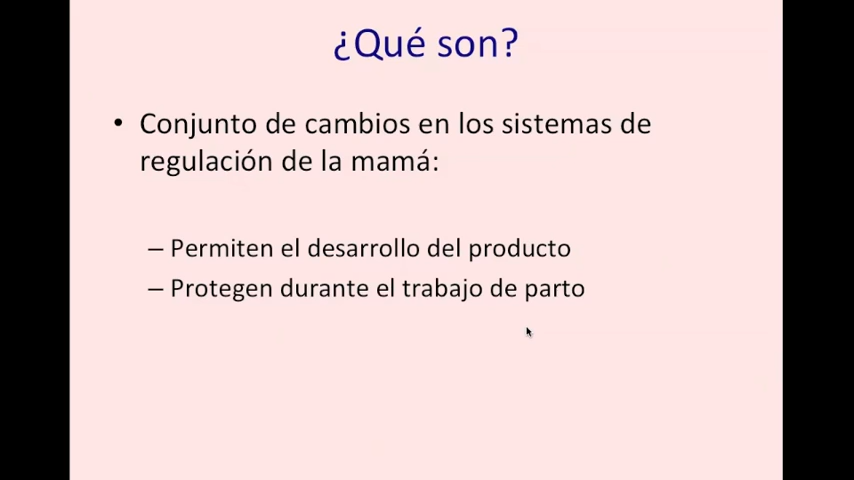 ¿Qué son?
• Conjunto de cambios en los sistemas de
regulación de la mamá:
– Permiten el desarrollo del producto
– Protegen durante el trabajo de parto